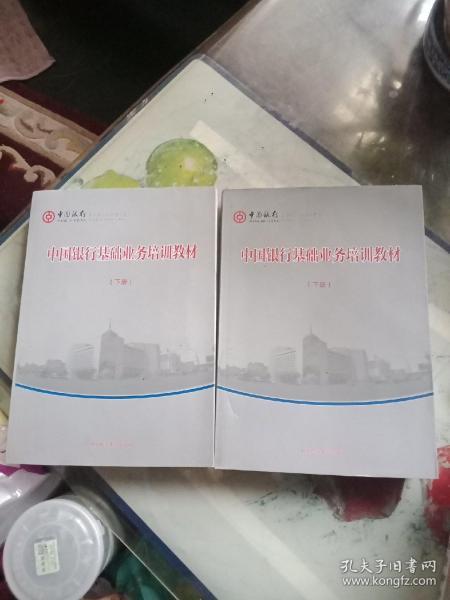 中国银行
中国银行基础业务培训教材
（下册）
中国银行
中国银行基础业务培训教材
（下册）
孔夫子旧书网
www.kongfz.com